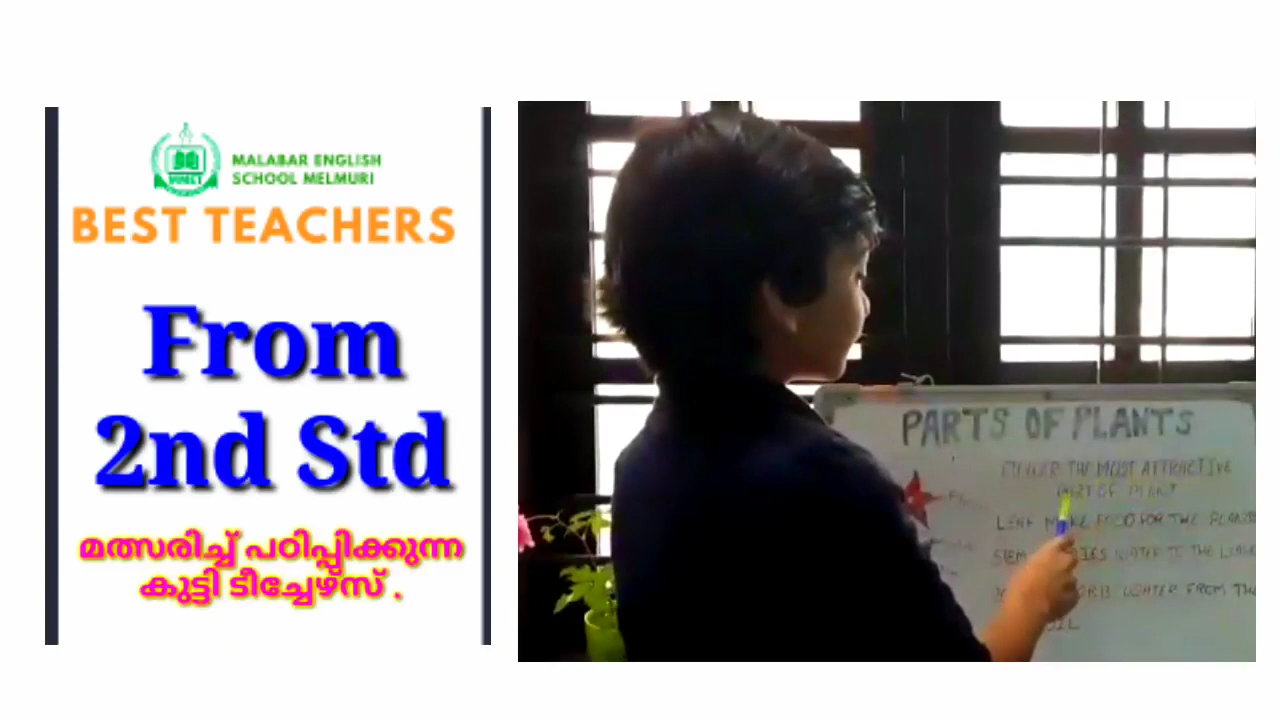 MALABAR ENGLISH
SCHOOL MELMURI
BEST TEACHERS
From
2nd Std
മത്സരിച്ച് പഠിപ്പിക്കുന്ന
കുട്ടി ടീച്ചേഴ്സ് .
PARTS OF PLANTS
FLOWER THE MOST ATTRACTIVE
PART OF PLANT
LEAF MAKE FOOD FOR THE PLANTS
STEM WATER TO THE
WATER FROM THE